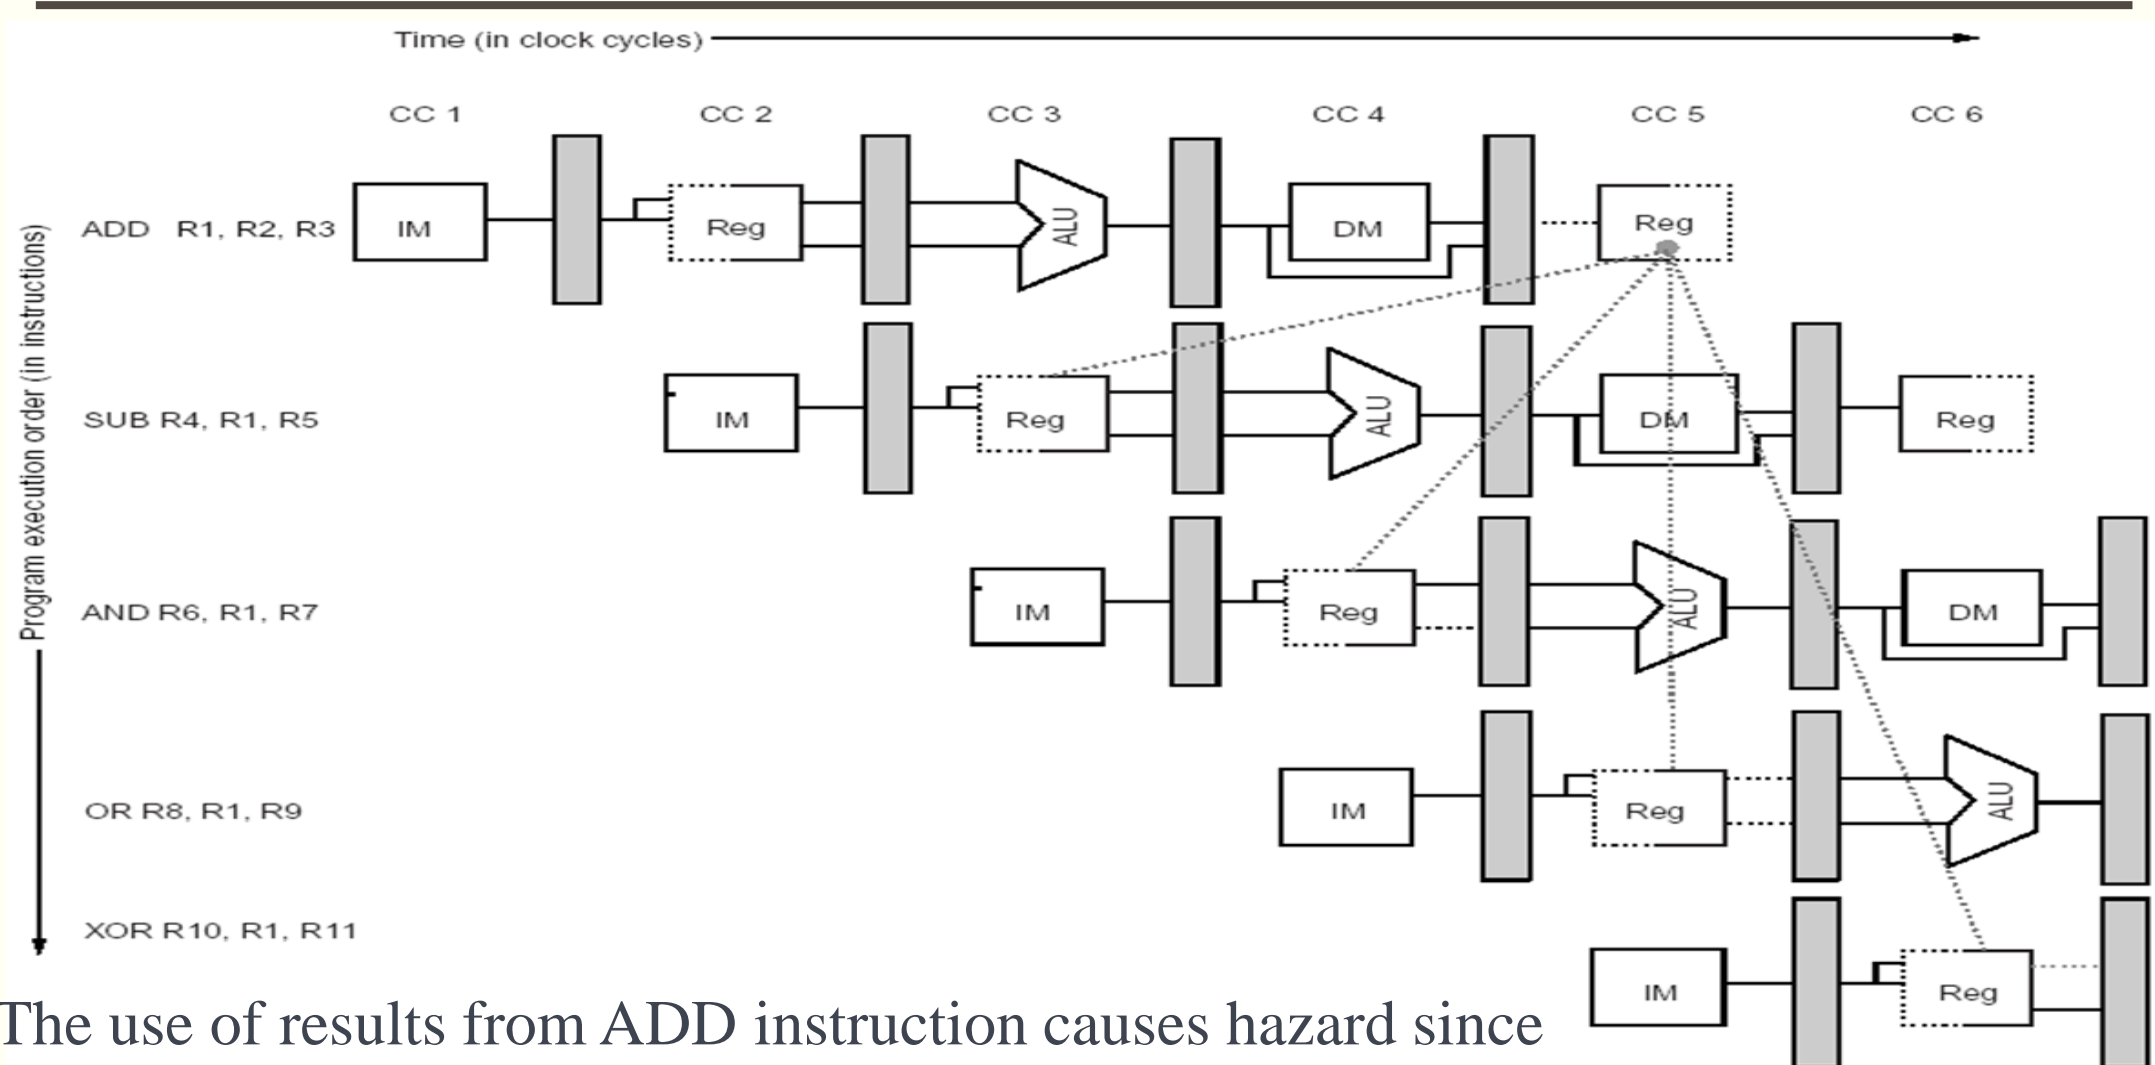 Time (in clock cycles)
CC 1 CC 2 CC 3 CC 4 CC 5 CC 6
Program execution order (in instructions)
ADD R1, R2, R3 IM Reg ALU DM Reg
SUB R4, R1, R5 IM Reg ALU DM Reg
AND R6, R1, R7 IM Reg ALU DM
OR R8, R1, R9 IM Reg ALU
XOR R10, R1, R11 IM Reg
The use of results from ADD instruction causes hazard since